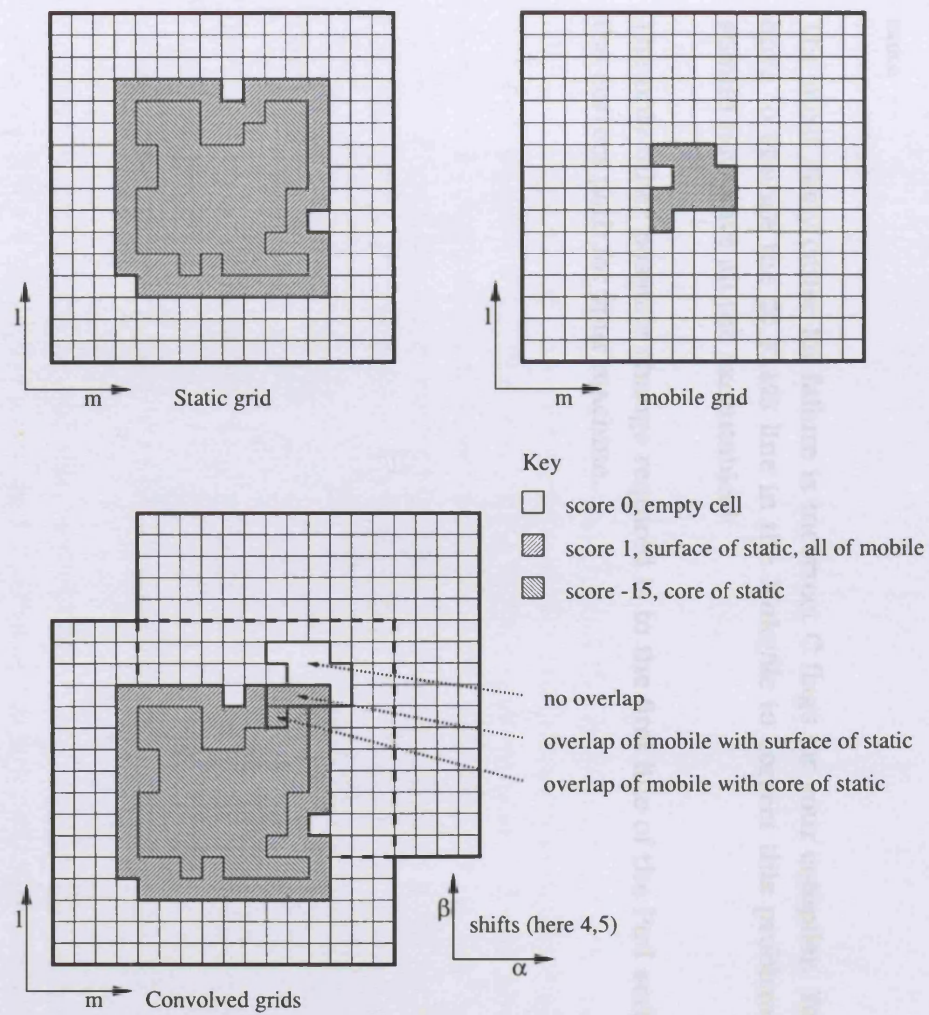 l
m
Static grid
l
m
mobile grid
Key
score 0, empty cell
score 1, surface of static, all of mobile
score -15, core of static
no overlap
overlap of mobile with surface of static
overlap of mobile with core of static
l
m
Convolved grids
β
α
shifts (here 4,5)